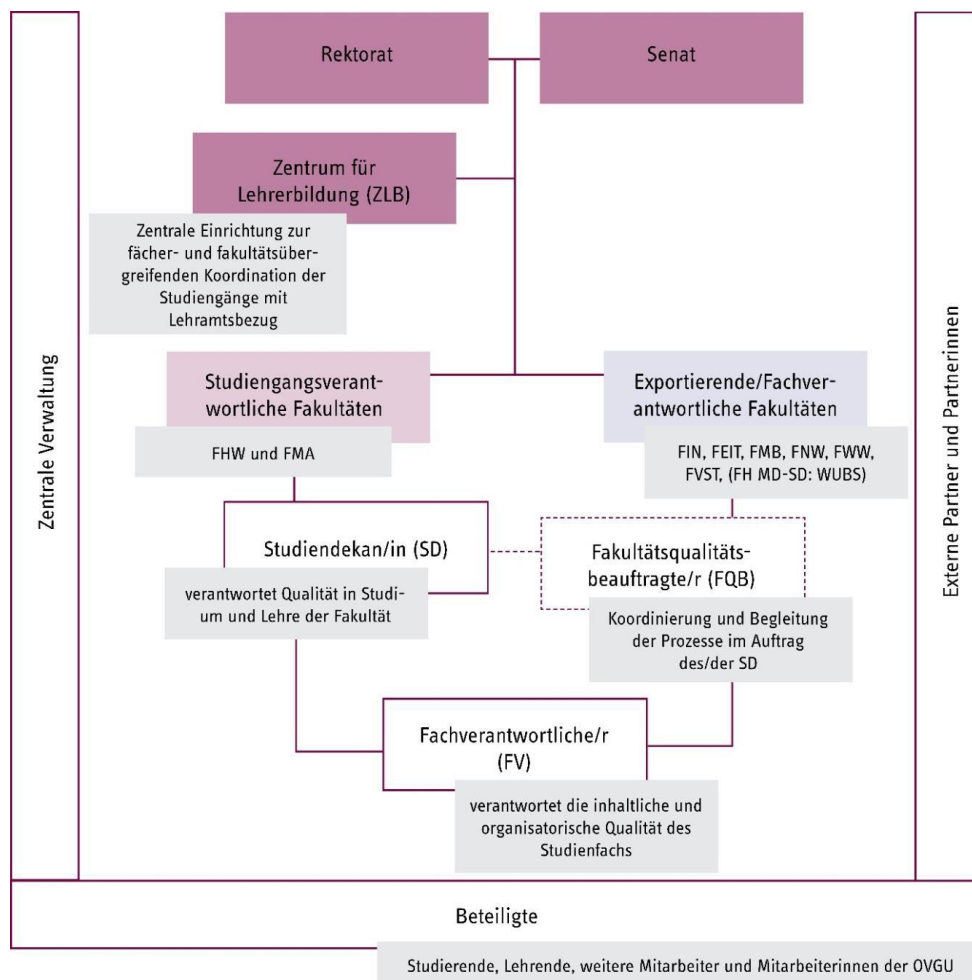 Rektorat
Senat
Zentrum für
Lehrerbildung (ZLB)
Zentrale Einrichtung zur
fächer- und fakultätsüber-
greifenden Koordination der
Studiengänge mit
Lehramtsbezug
Zentrale Verwaltung
Externe Partner und Partnerinnen
Studiengangsverant-
wortliche Fakultäten
FHW und FMA
Exportierende/Fachver-
antwortliche Fakultäten
FIN, FEIT, FMB, FNW, FWW,
FVST, (FH MD-SD: WUBS)
Studiendekan/in (SD)
verantwortet Qualität in Studi-
um und Lehre der Fakultät
Fakultätsqualitäts-
beauftragte/r (FQB)
Koordinierung und Begleitung
der Prozesse im Auftrag
des/der SD
Fachverantwortliche/r
(FV)
verantwortet die inhaltliche und
organisatorische Qualität des
Studienfachs
Beteiligte
Studierende, Lehrende, weitere Mitarbeiter und Mitarbeiterinnen der OVGU